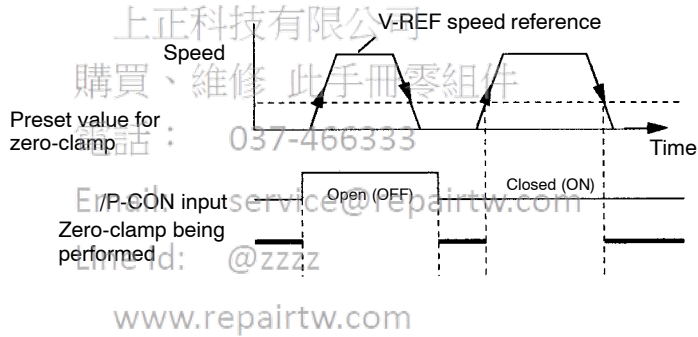 上正科技有限公司
V-REF speed reference
Speed
購買、維修 此手冊零組件
Preset value for
zero-clamp
電話： 037-466333
Time
Email: service@repairtw.com
/P-CON input
Open (OFF)
Closed (ON)
Zero-clamp being
performed
Line id: @zzzz
www.repairtw.com